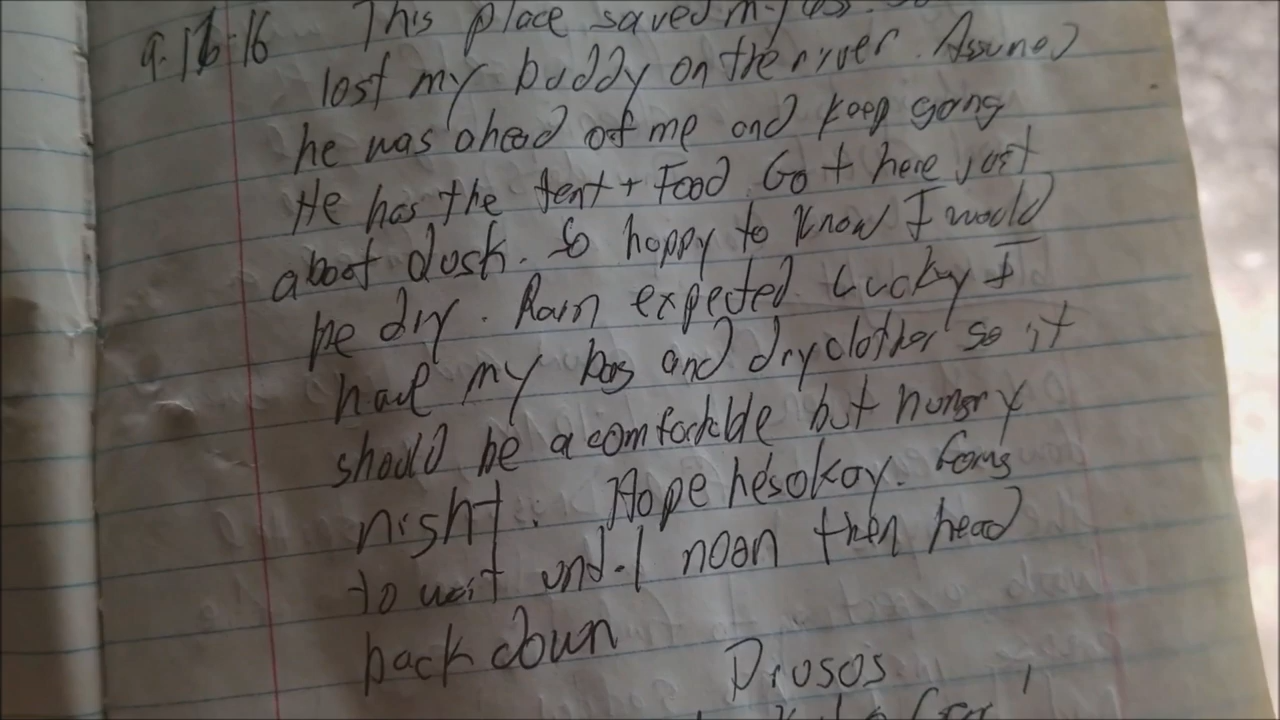 9.16.16 This place saved my ass.
lost my buddy on the river. Assumed
he was ahead of me and keep going
He has the tent + Food. Got here just
about dusk. So happy to know I would
be dry. Rain expected. Lucky I
had my bag and dry clothes so it
should be a comfortable but hungry
night. Hope he's okay. Going
to wait until noon then head
back down
Drusos